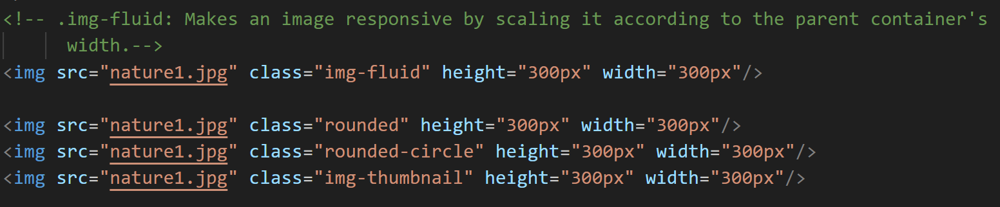 <!-- .img-fluid: Makes an image responsive by scaling it according to the parent container's
width.-->
<img src="nature1.jpg" class="img-fluid" height="300px" width="300px"/>
<img src="nature1.jpg" class="rounded" height="300px" width="300px"/>
<img src="nature1.jpg" class="rounded-circle" height="300px" width="300px"/>
<img src="nature1.jpg" class="img-thumbnail" height="300px" width="300px"/>